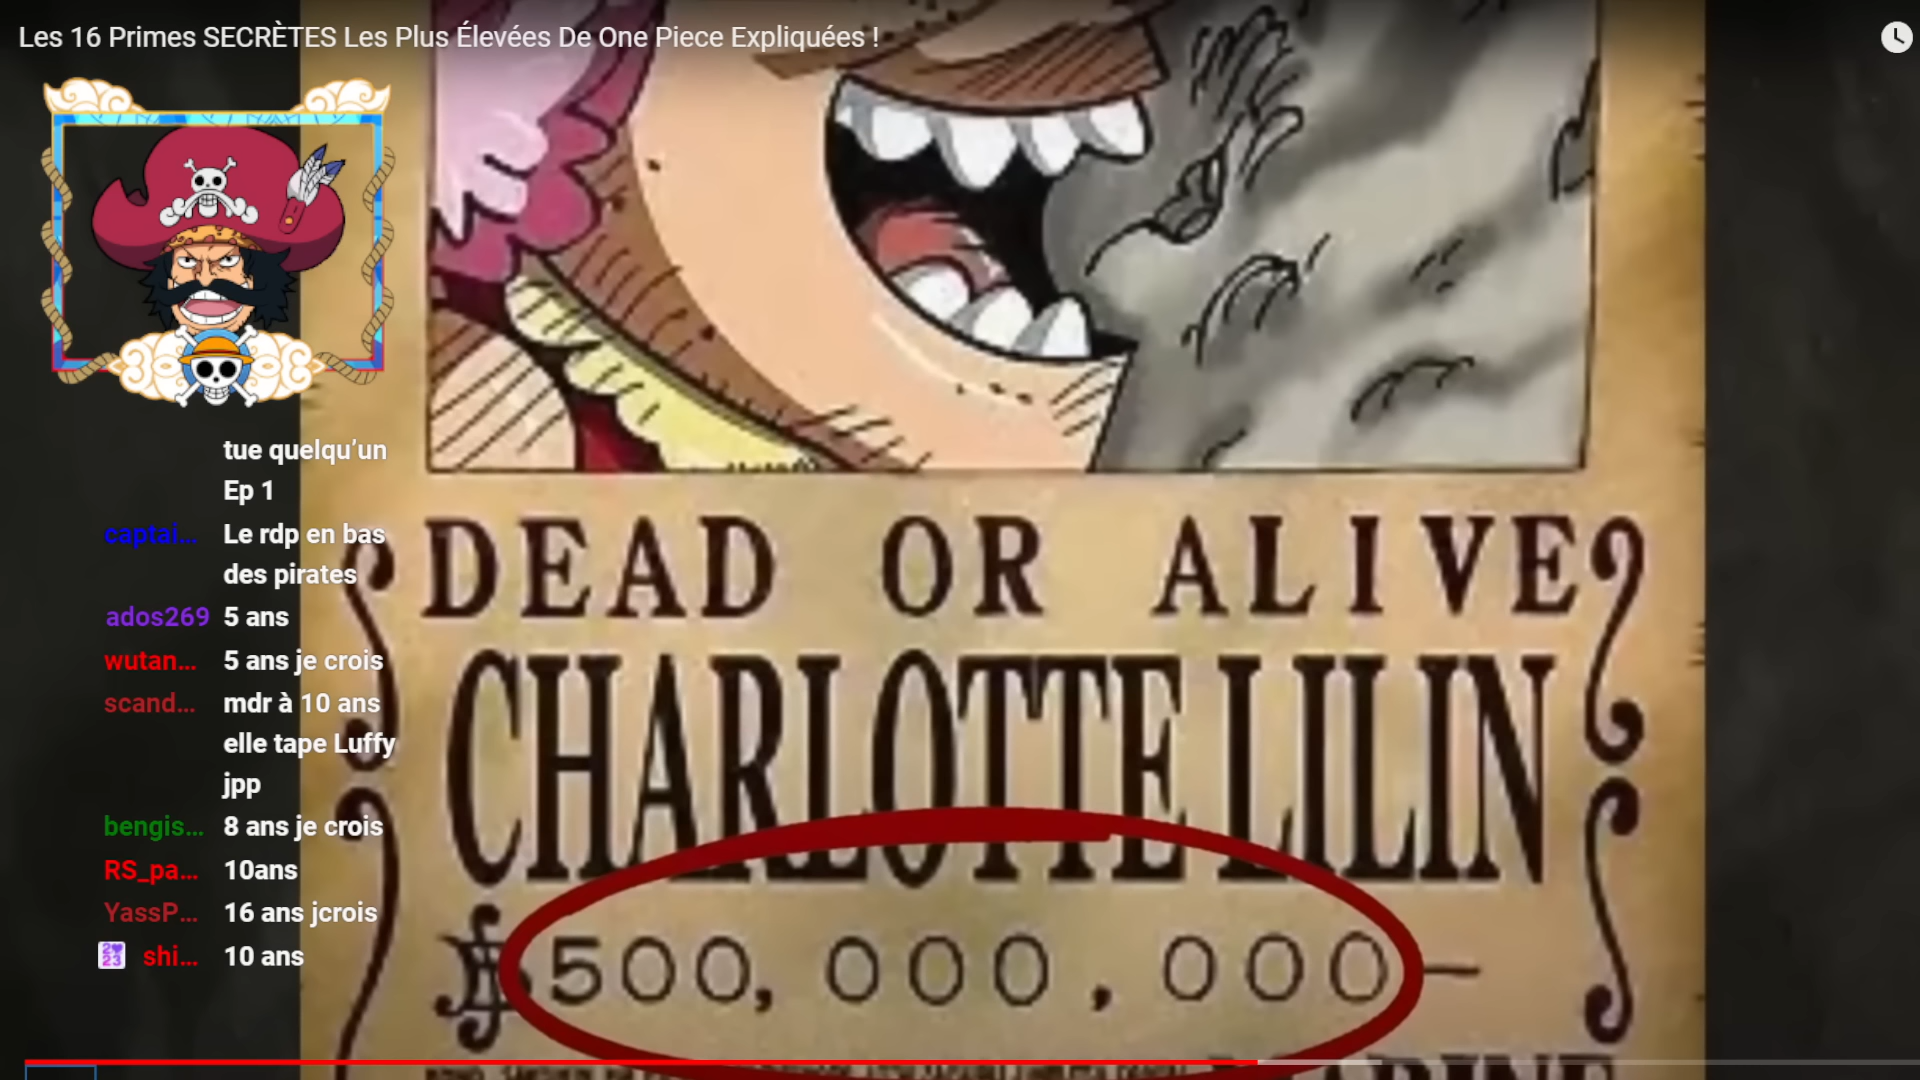 Les 16 Primes SECRÈTES Les Plus Élevées De One Piece Expliquées !
tue quelqu'un
Ep 1
captai... Le rdp en bas
des pirates
ados269 5 ans
wutan... 5 ans je crois
scand... mdr à 10 ans
elle tape Luffy
jpp
bengis... 8 ans je crois
RS_pa... 10ans
YassP... 16 ans jcrois
shi... 10 ans
DEAD OR ALIVE
CHARLOTTE LILIN
฿500,000,000-